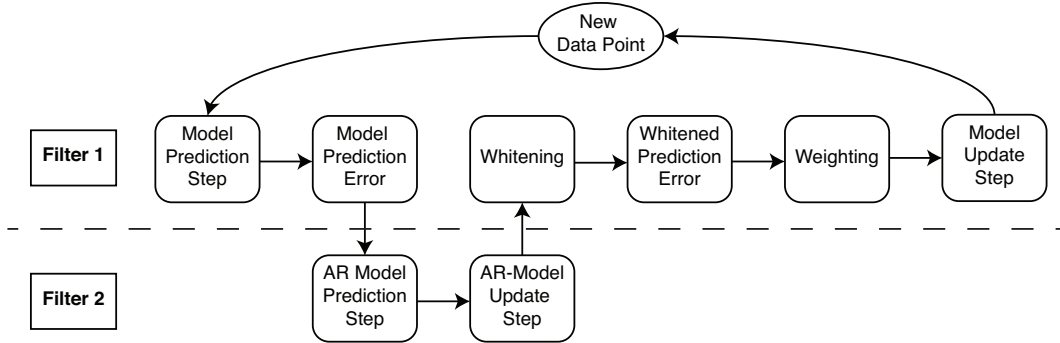 New
Data Point
Filter 1
Model
Prediction
Step
Model
Prediction
Error
Whitening
Whitened
Prediction
Error
Weighting
Model
Update
Step
Filter 2
AR Model
Prediction
Step
AR-Model
Update
Step